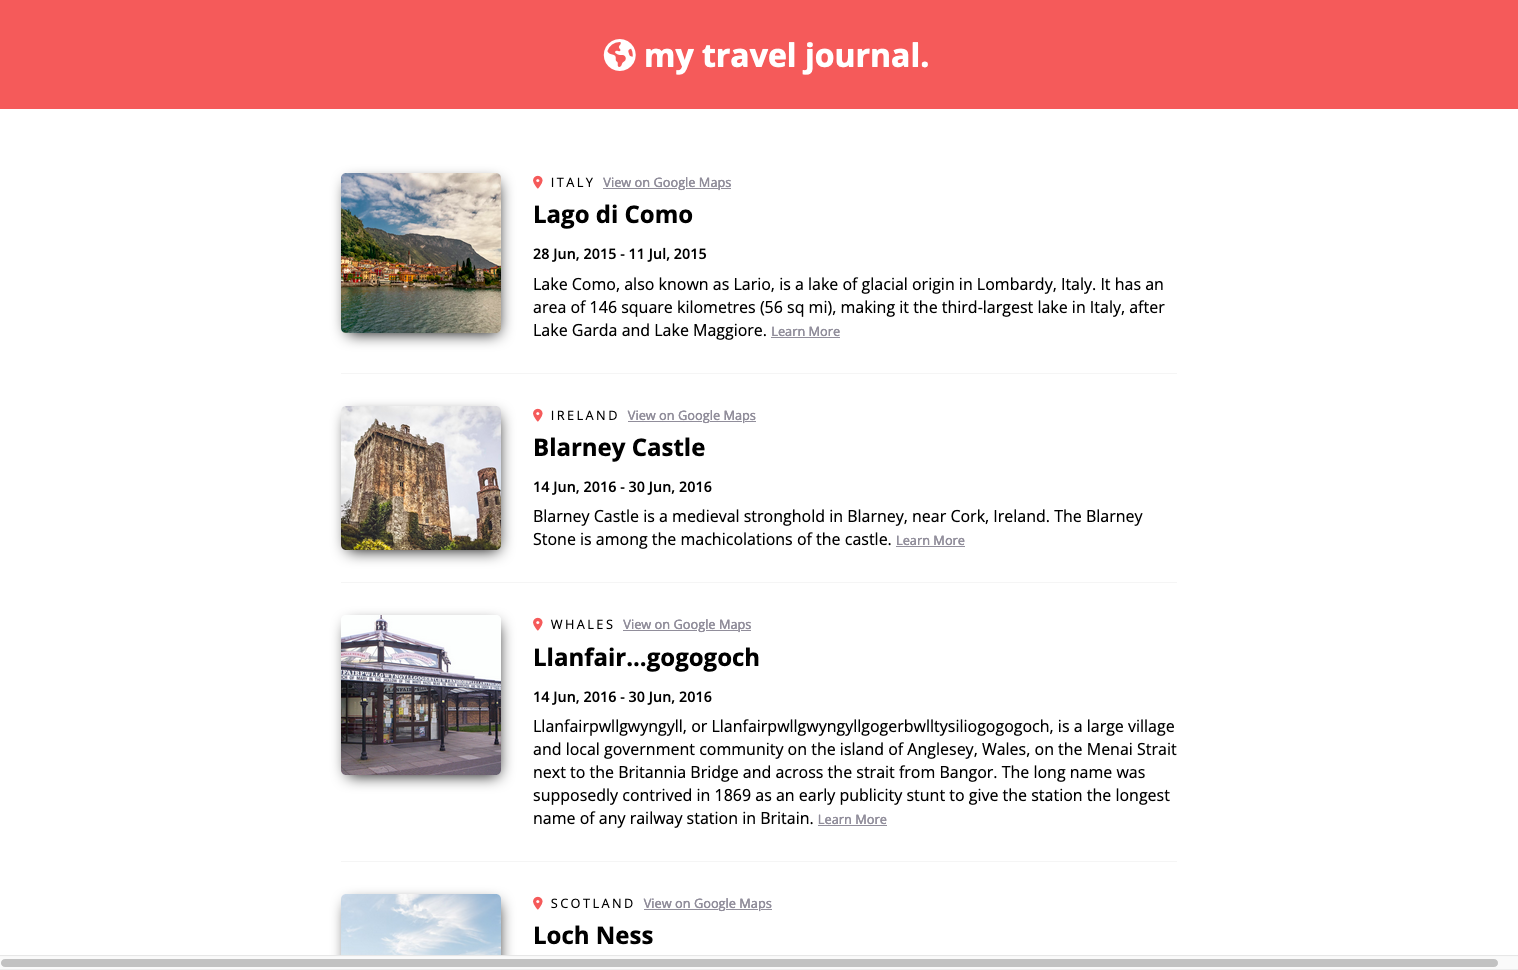 my travel journal.
ITALY View on Google Maps
Lago di Como
28 Jun, 2015 - 11 Jul, 2015
Lake Como, also known as Lario, is a lake of glacial origin in Lombardy, Italy. It has an
area of 146 square kilometres (56 sq mi), making it the third-largest lake in Italy, after
Lake Garda and Lake Maggiore. Learn More
IRELAND View on Google Maps
Blarney Castle
14 Jun, 2016 - 30 Jun, 2016
Blarney Castle is a medieval stronghold in Blarney, near Cork, Ireland. The Blarney
Stone is among the machicolations of the castle. Learn More
WHALES View on Google Maps
Llanfair...gogogoch
14 Jun, 2016 - 30 Jun, 2016
Llanfairpwllgwyngyll, or Llanfairpwllgwyngyllgogerbwlltysiliogogogoch, is a large village
and local government community on the island of Anglesey, Wales, on the Menai Strait
next to the Britannia Bridge and across the strait from Bangor. The long name was
supposedly contrived in 1869 as an early publicity stunt to give the station the longest
name of any railway station in Britain. Learn More
SCOTLAND View on Google Maps
Loch Ness